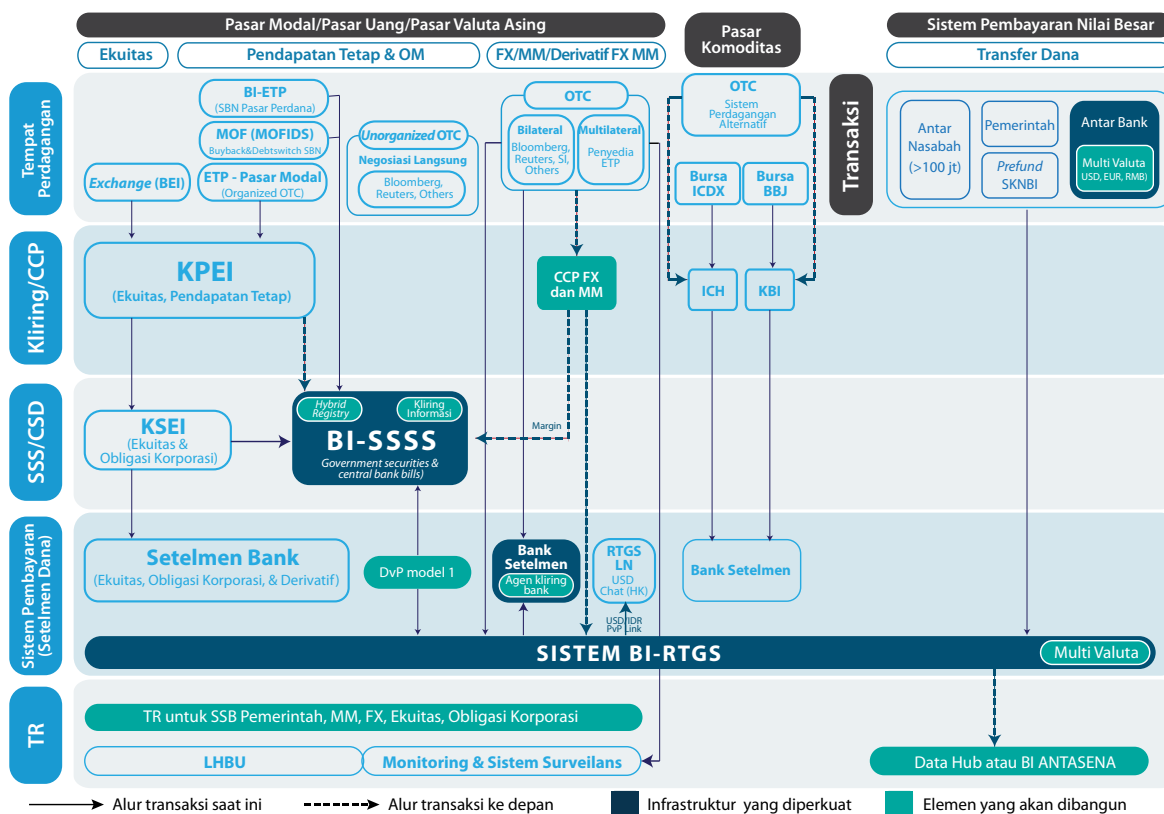 Pasar Modal/Pasar Uang/Pasar Valuta Asing
Pasar
Komoditas
Sistem Pembayaran Nilai Besar
Ekuitas
Pendapatan Tetap & OM
FX/MM/Derivatif FX MM
Transfer Dana
Tempat
Perdagangan
BI-ETP
(SBN Pasar Perdana)
MOF (MOFIDS)
Buyback&Debtswitch SBN
Exchange (BEI)
ETP - Pasar Modal
(Organized OTC)
Unorganized OTC
Negosiasi Langsung
Bloomberg,
Reuters, Others
OTC
Bilateral
Bloomberg,
Reuters, SI,
Others
Multilateral
Penyedia
ETP
OTC
Sistem
Perdagangan
Alternatif
Bursa
ICDX
Bursa
BBJ
Transaksi
Antar
Nasabah
(>100 jt)
Pemerintah
Prefund
SKNBI
Antar Bank
Multi Valuta
USD, EUR, RMB)
Kliring/CCP
KPEI
(Ekuitas, Pendapatan Tetap)
CCP FX
dan MM
ICH
KBI
SSS/CSD
KSEI
(Ekuitas &
Obligasi Korporasi)
Hybrid
Registry
Kliring
Informasi
BI-SSSS
Government securities &
central bank bills)
Margin
Sistem Pembayaran
(Setelmen Dana)
Setelmen Bank
(Ekuitas, Obligasi Korporasi, & Derivatif)
DvP model 1
Bank
Setelmen
Agen kliring
bank
RTGS
LN
USD
Chat (HK)
USD/IDR
PvP Link
Bank Setelmen
SISTEM BI-RTGS
Multi Valuta
TR
TR untuk SSB Pemerintah, MM, FX, Ekuitas, Obligasi Korporasi
LHBU
Monitoring & Sistem Surveilans
Data Hub atau BI ANTASENA
Alur transaksi saat ini
Alur transaksi ke depan
Infrastruktur yang diperkuat
Elemen yang akan dibangun